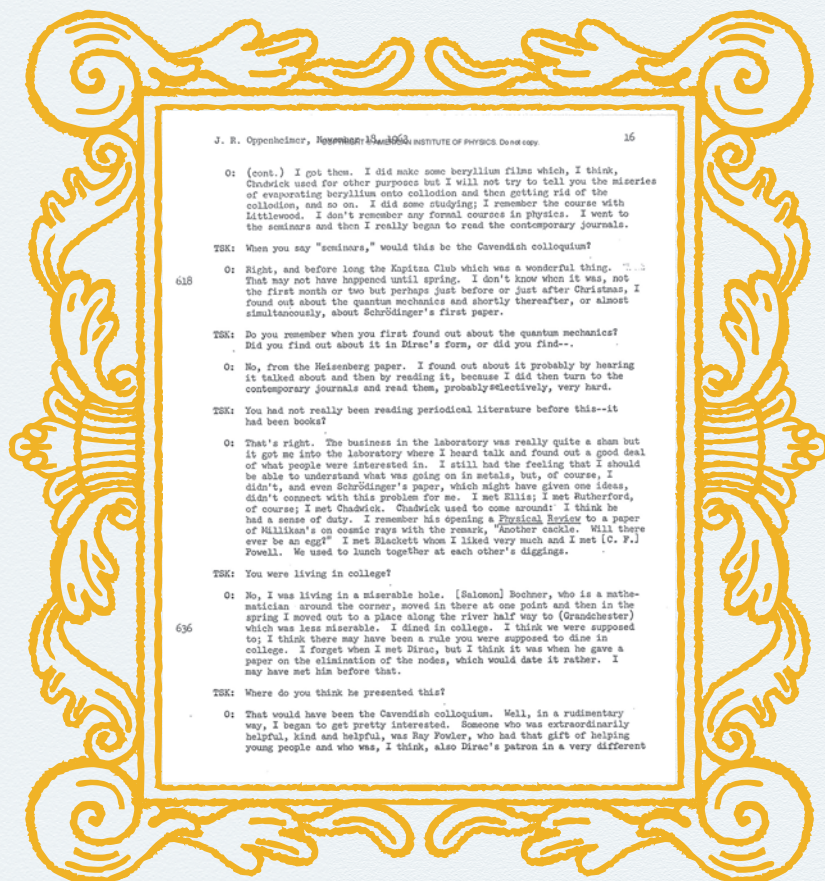 J. R. Oppenheimer, November 18, 1963 16
COPYRIGHT © AMERICAN INSTITUTE OF PHYSICS. Do not copy.
O: (cont.) I got them. I did make some beryllium films which, I think,
Chadwick used for other purposes but I will not try to tell you the miseries
of evaporating beryllium onto collodion and then getting rid of the
collodion, and so on. I did some studying; I remember the course with
Littlewood. I don't remember any formal courses in physics. I went to
the seminars and then I really began to read the contemporary journals.
TSK: When you say "seminars," would this be the Cavendish colloquium?
O: Right, and before long the Kapitza Club which was a wonderful thing.
618 That may not have happened until spring. I don't know when it was, not
the first month or two but perhaps just before or just after Christmas, I
found out about the quantum mechanics and shortly thereafter, or almost
simultaneously, about Schrödinger's first paper.
TSK: Do you remember when you first found out about the quantum mechanics?
Did you find out about it in Dirac's form, or did you find--.
O: No, from the Heisenberg paper. I found out about it probably by hearing
it talked about and then by reading it, because I did then turn to the
contemporary journals and read them, probably selectively, very hard.
TSK: You had not really been reading periodical literature before this--it
had been books?
O: That's right. The business in the laboratory was really quite a sham but
it got me into the laboratory where I heard talk and found out a good deal
of what people were interested in. I still had the feeling that I should
be able to understand what was going on in metals, but, of course, I
didn't, and even Schrödinger's paper, which might have given one ideas,
didn't connect with this problem for me. I met Ellis; I met Rutherford,
of course; I met Chadwick. Chadwick used to come around: I think he
had a sense of duty. I remember his opening a Physical Review to a paper
of Millikan's on cosmic rays with the remark, "Another cackle. Will there
ever be an egg?" I met Blackett whom I liked very much and I met [C. F.]
Powell. We used to lunch together at each other's diggings.
TSK: You were living in college?
O: No, I was living in a miserable hole. [Salomon] Bochner, who is a mathe-
matician around the corner, moved in there at one point and then in the
spring I moved out to a place along the river half way to (Grandchester)
636 which was less miserable. I dined in college. I think we were supposed
to; I think there may have been a rule you were supposed to dine in
college. I forget when I met Dirac, but I think it was when he gave a
paper on the elimination of the nodes, which would date it rather. I
may have met him before that.
TSK: Where do you think he presented this?
O: That would have been the Cavendish colloquium. Well, in a rudimentary
way, I began to get pretty interested. Someone who was extraordinarily
helpful, kind and helpful, was Ray Fowler, who had that gift of helping
young people and who was, I think, also Dirac's patron in a very different